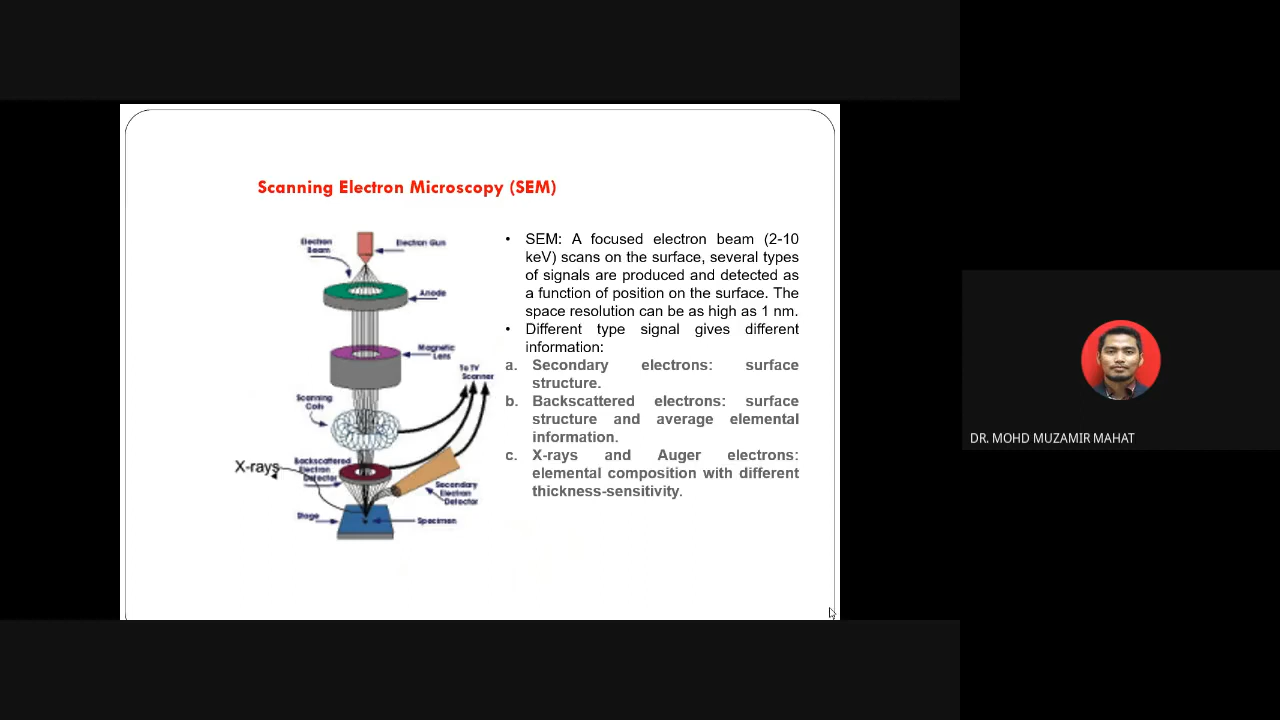 Scanning Electron Microscopy (SEM)
Electron
Beam
Electron Gun
Anode
Magnetic
Lens
To TV
Scanner
Scanning
Coils
X-rays
Backscattered
Electron
Detector
Secondary
Electron
Detector
Stage
Specimen
• SEM: A focused electron beam (2-10
keV) scans on the surface, several types
of signals are produced and detected as
a function of position on the surface. The
space resolution can be as high as 1 nm.
• Different type signal gives different
information:
a. Secondary electrons: surface
structure.
b. Backscattered electrons: surface
structure and average elemental
information.
c. X-rays and Auger electrons:
elemental composition with different
thickness-sensitivity.
DR. MOHD MUZAMIR MAHAT